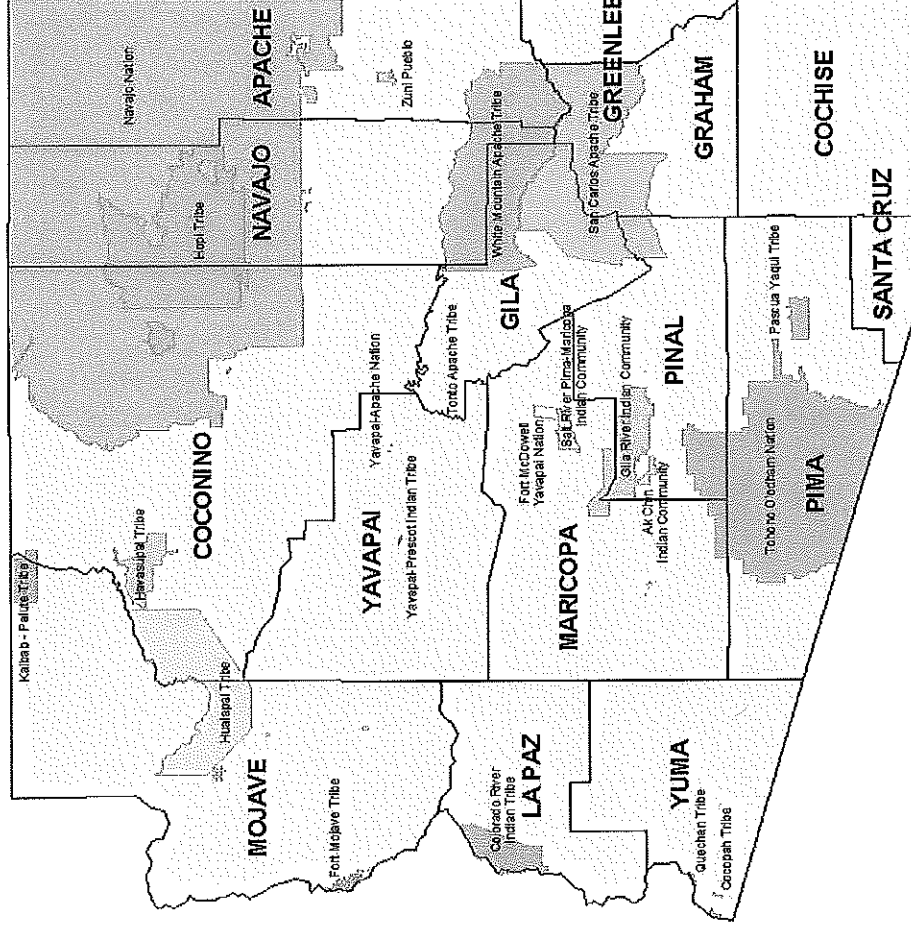 Kaibab - Paiute Tribe
Navajo Nation
Havasupai Tribe
Hopi Tribe
Hualapai Tribe
COCONINO
NAVAJO
APACHE
MOJAVE
Zuni Pueblo
Fort Mojave Tribe
YAVAPAI
Yavapai-Apache Nation
Yavapai-Prescot Indian Tribe
Tonto Apache Tribe
White Mountain Apache Tribe
GILA
Colorado River
Indian Tribe
LA PAZ
Fort McDowell
Yavapai Nation
Salt River Pima-Maricopa
Indian Community
San Carlos Apache Tribe
GREENLEE
MARICOPA
Gila River Indian Community
GRAHAM
Ak Chin
Indian Community
PINAL
YUMA
Quechan Tribe
Cocopah Tribe
Tohono O'odham Nation
Pascua Yaqui Tribe
PIMA
COCHISE
SANTA CRUZ